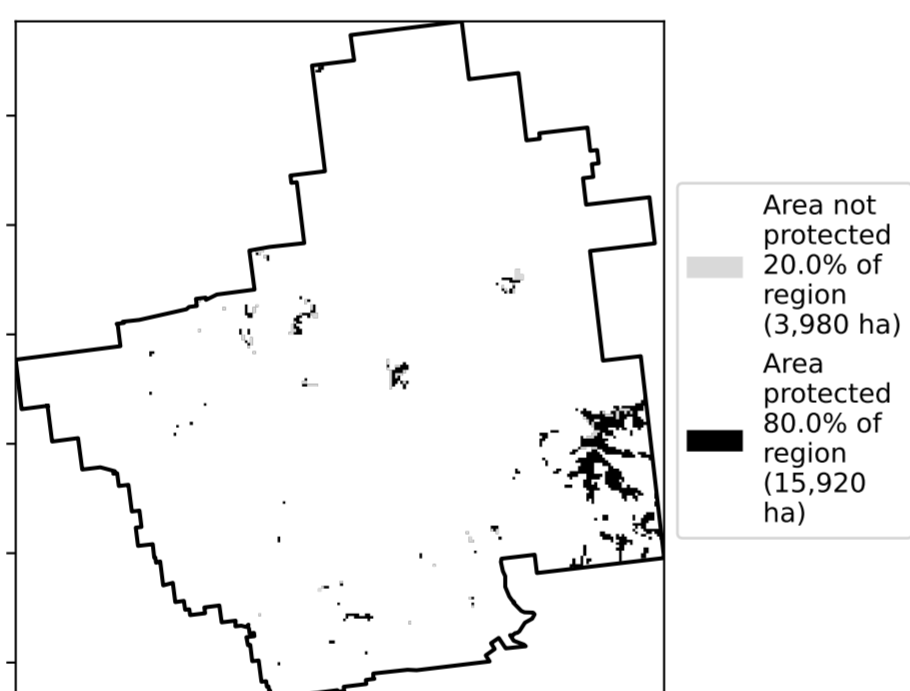 Area not
protected
20.0% of
region
(3,980 ha)
Area
protected
80.0% of
region
(15,920
ha)